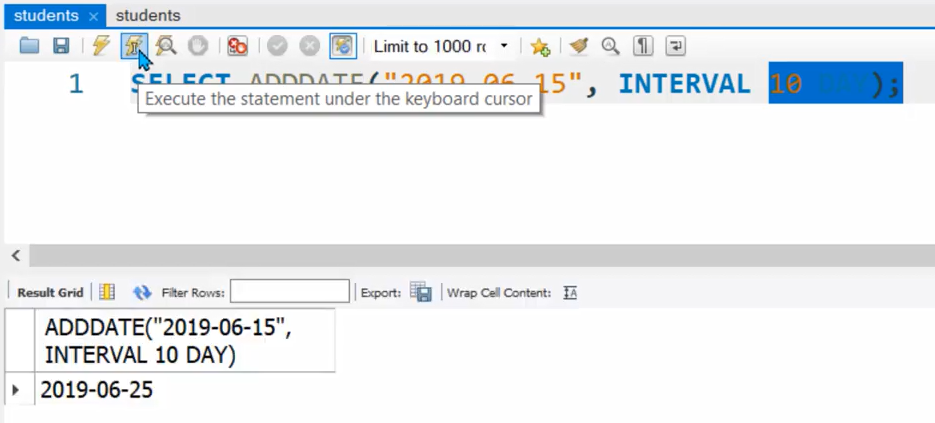 students × students
Limit to 1000 rc
1 SELECT ADDDATE("2019-06-15", INTERVAL 10 );
Execute the statement under the keyboard cursor
Result Grid Filter Rows: Export: Wrap Cell Content:
ADDDATE("2019-06-15",
INTERVAL 10 DAY)
2019-06-25